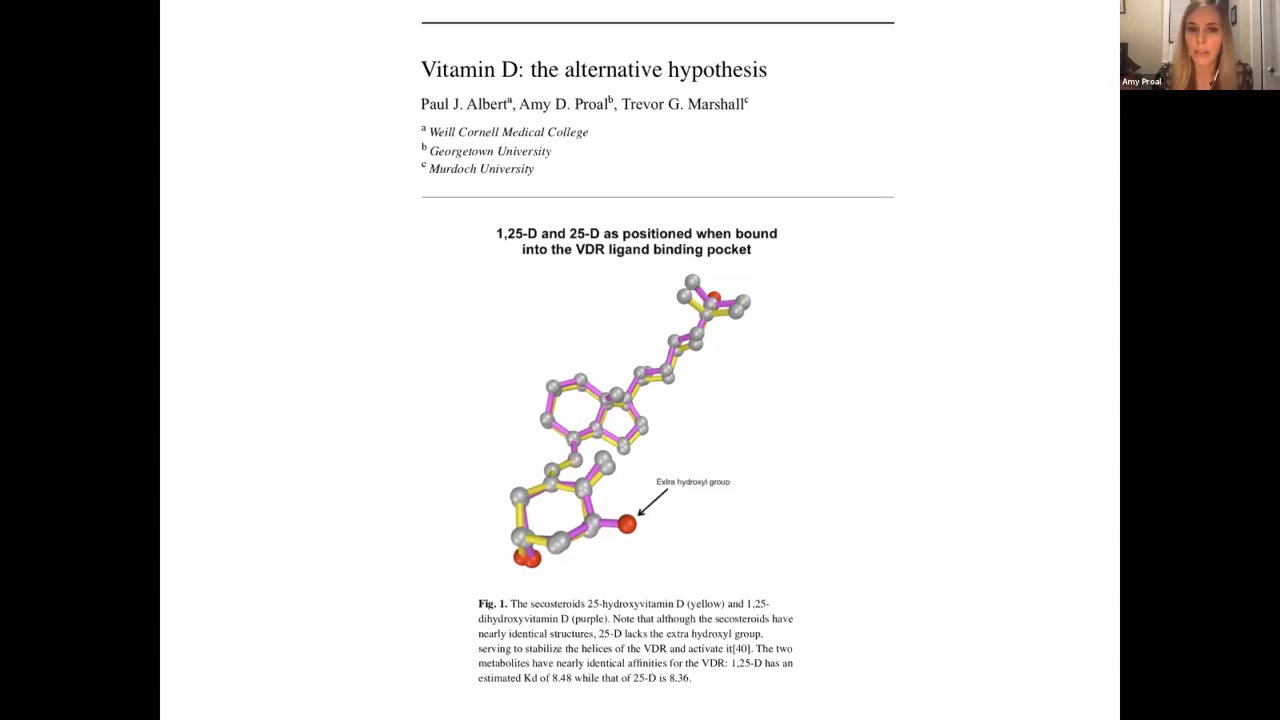 Vitamin D: the alternative hypothesis
Paul J. Albertᵃ, Amy D. Proalᵇ, Trevor G. Marshallᶜ
ᵃ Weill Cornell Medical College
ᵇ Georgetown University
ᶜ Murdoch University
1,25-D and 25-D as positioned when bound
into the VDR ligand binding pocket
Extra hydroxyl group
Fig. 1. The secosteroids 25-hydroxyvitamin D (yellow) and 1,25-
dihydroxyvitamin D (purple). Note that although the secosteroids have
nearly identical structures, 25-D lacks the extra hydroxyl group,
serving to stabilize the helices of the VDR and activate it[40]. The two
metabolites have nearly identical affinities for the VDR: 1,25-D has an
estimated Kd of 8.48 while that of 25-D is 8.36.
Amy Proal